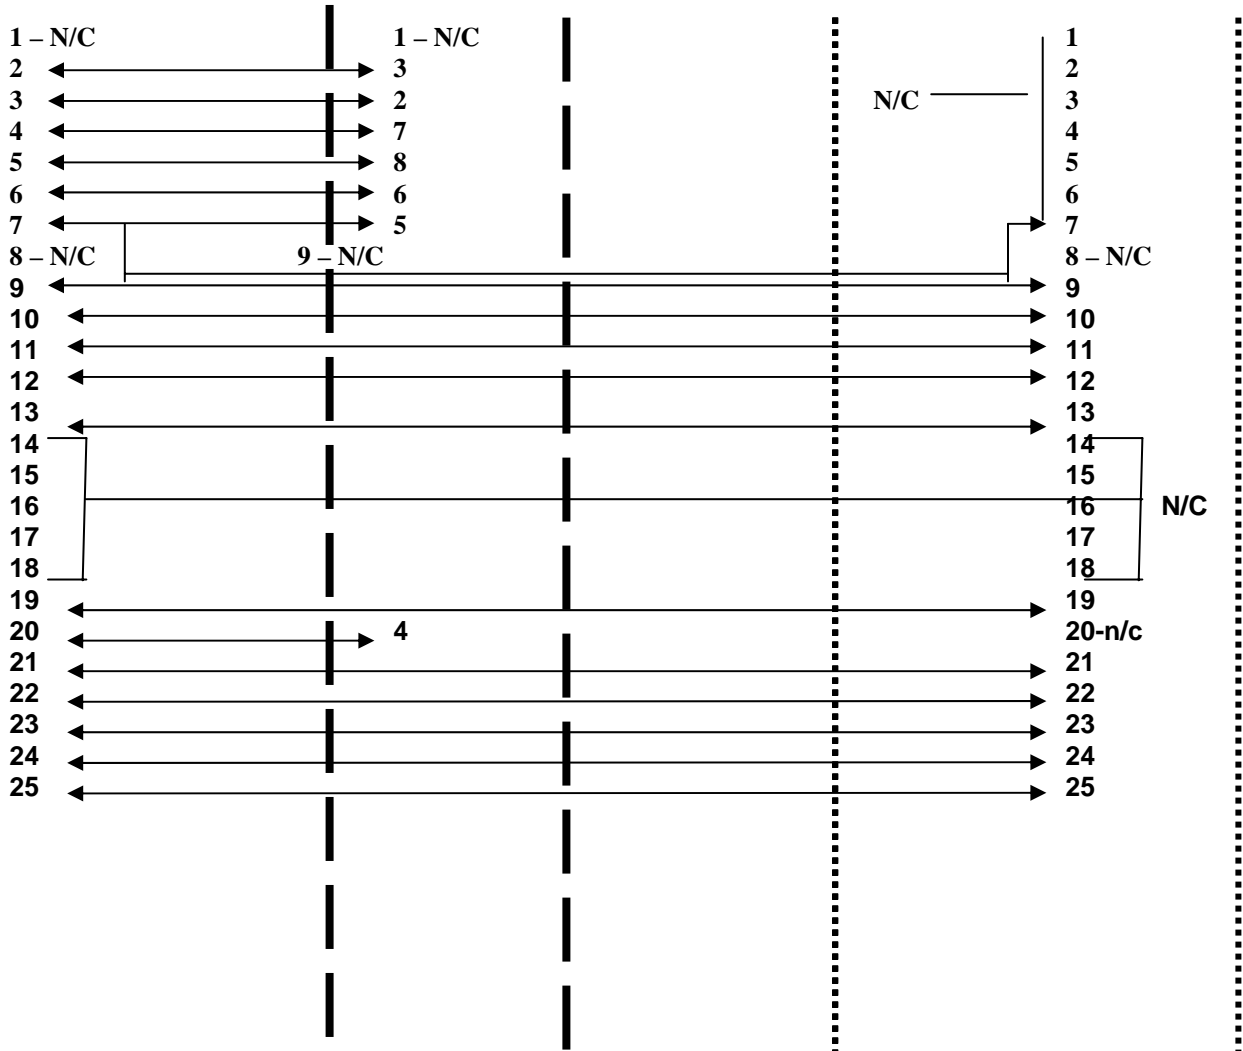 1 – N/C 1 – N/C 1
2 3 2
3 2 N/C 3
4 7 4
5 8 5
6 6 6
7 5 7
8 – N/C 9 – N/C 8 – N/C
9 9
10 10
11 11
12 12
13 13
14 14
15 15
16 16 N/C
17 17
18 18
19 19
20 4 20-n/c
21 21
22 22
23 23
24 24
25 25